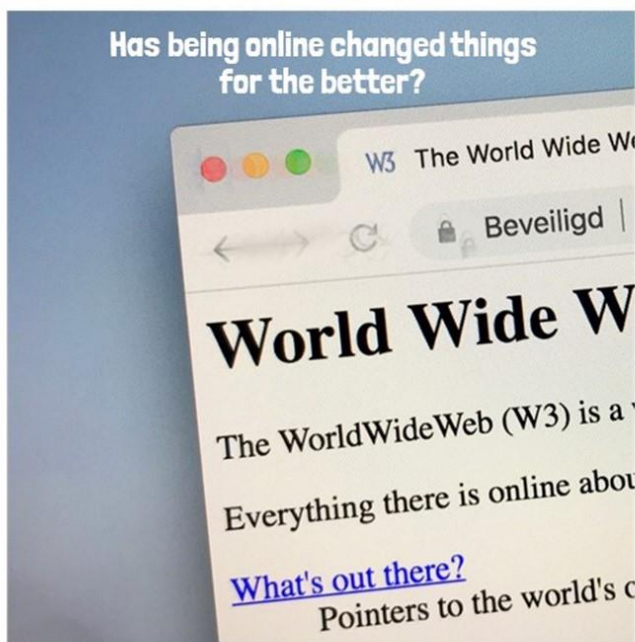 Has being online changed things
for the better?
W3 The World Wide
Beveiligd
World Wide W
The WorldWideWeb (W3) is a
Everything there is online
What's out there?
Pointers to the world's